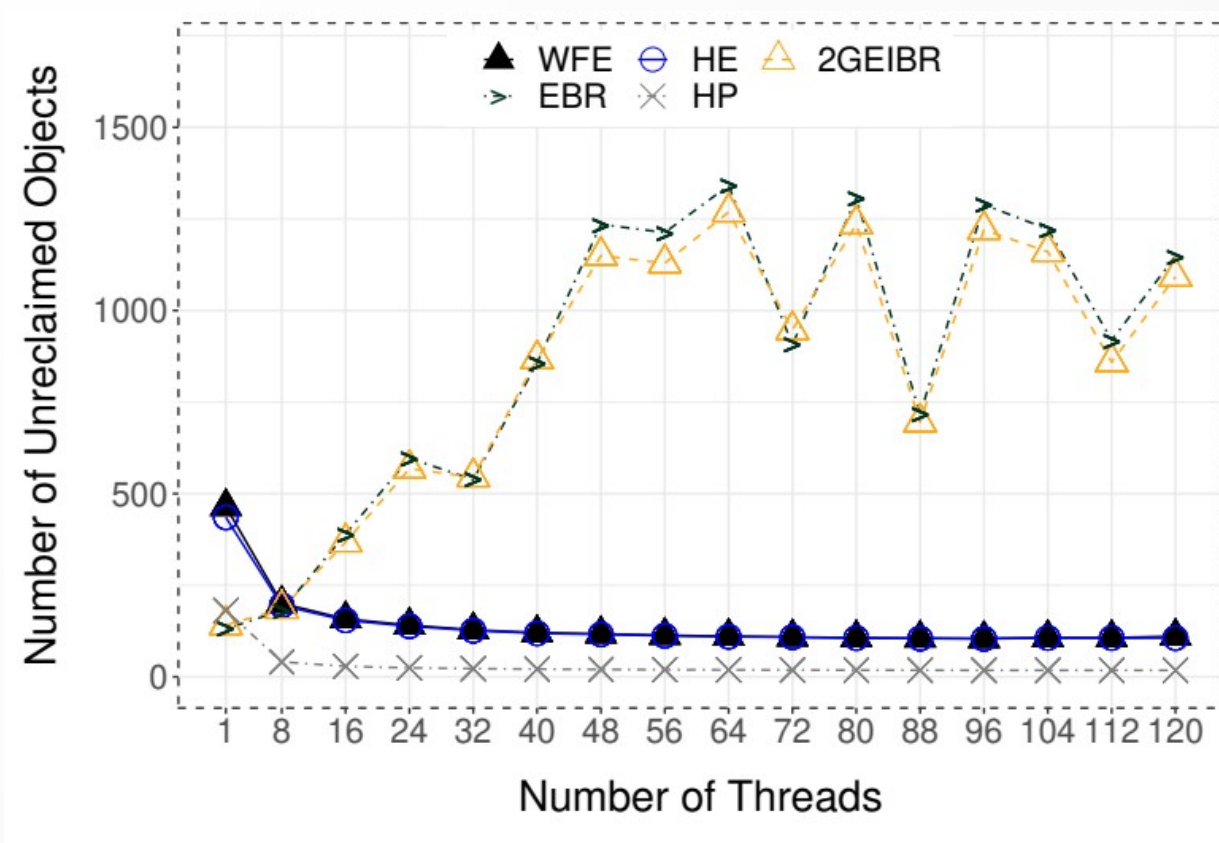 WFE HE 2GEIBR
EBR HP
Number of Unreclaimed Objects
1500
1000
500
0
1 8 16 24 32 40 48 56 64 72 80 88 96 104 112 120
Number of Threads